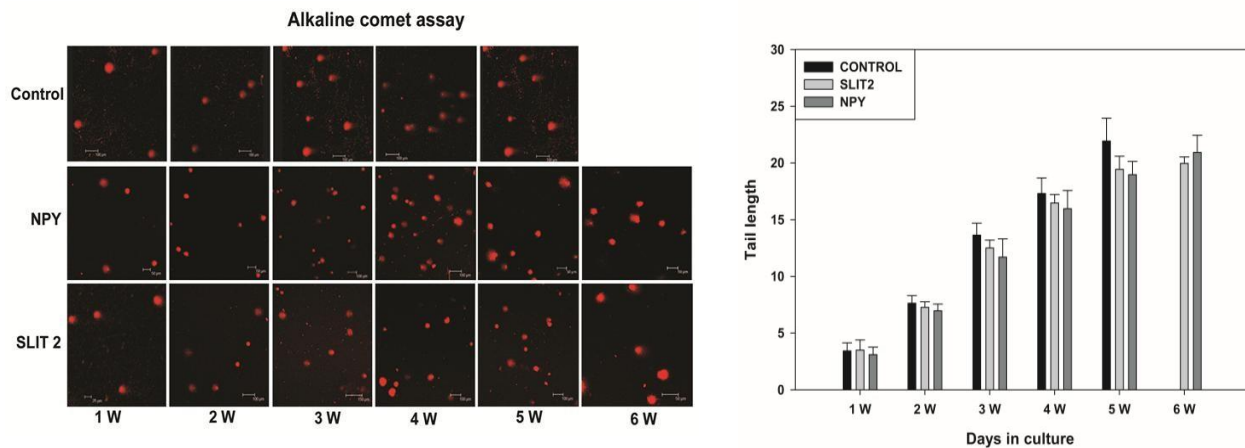 Alkaline comet assay
Control
NPY
SLIT 2
1 W 2 W 3 W 4 W 5 W 6 W
30
25
20
15
10
5
0
Tail length
CONTROL
SLIT2
NPY
1 W 2 W 3 W 4 W 5 W 6 W
Days in culture